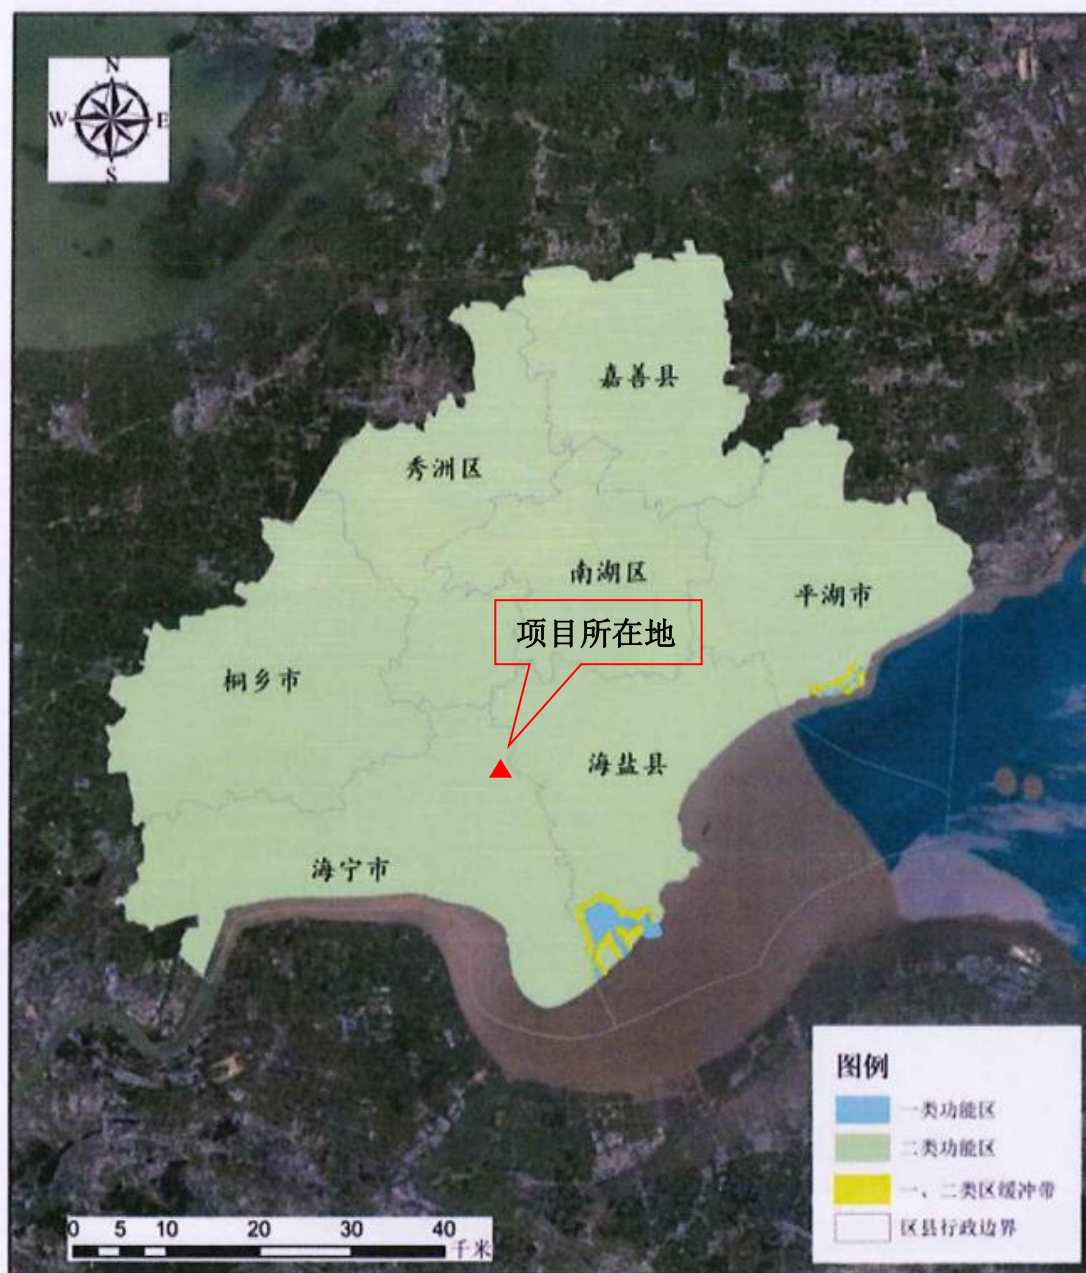 N
W E
S
嘉善县
秀洲区
南湖区
平湖市
项目所在地
桐乡市
海盐县
海宁市
图例
一类功能区
二类功能区
一、二类区缓冲带
区县行政边界
0 5 10 20 30 40
千米